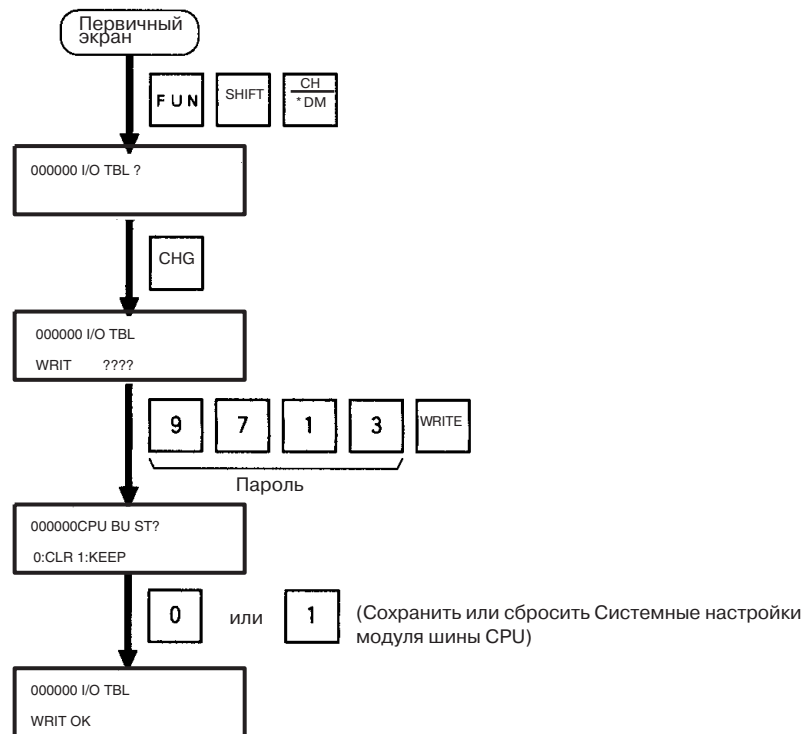 Первичный
экран
FUN
SHIFT
CH
*DM
000000 I/O TBL ?
CHG
000000 I/O TBL
WRIT ????
9 7 1 3 WRITE
Пароль
000000CPU BU ST?
0:CLR 1:KEEP
0 или 1 (Сохранить или сбросить Системные настройки
модуля шины CPU)
000000 I/O TBL
WRIT OK